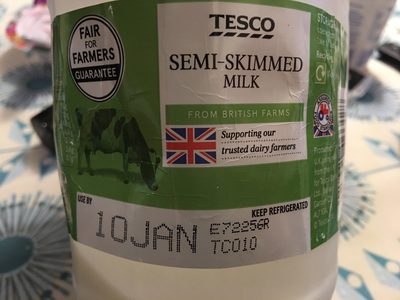 FAIR
FOR
FARMERS
GUARANTEE
TESCO
SEMI-SKIMMED
MILK
FROM BRITISH FARMS
Supporting our
trusted dairy farmers
USE BY
KEEP REFRIGERATED
10JAN
E7225GR
TC010